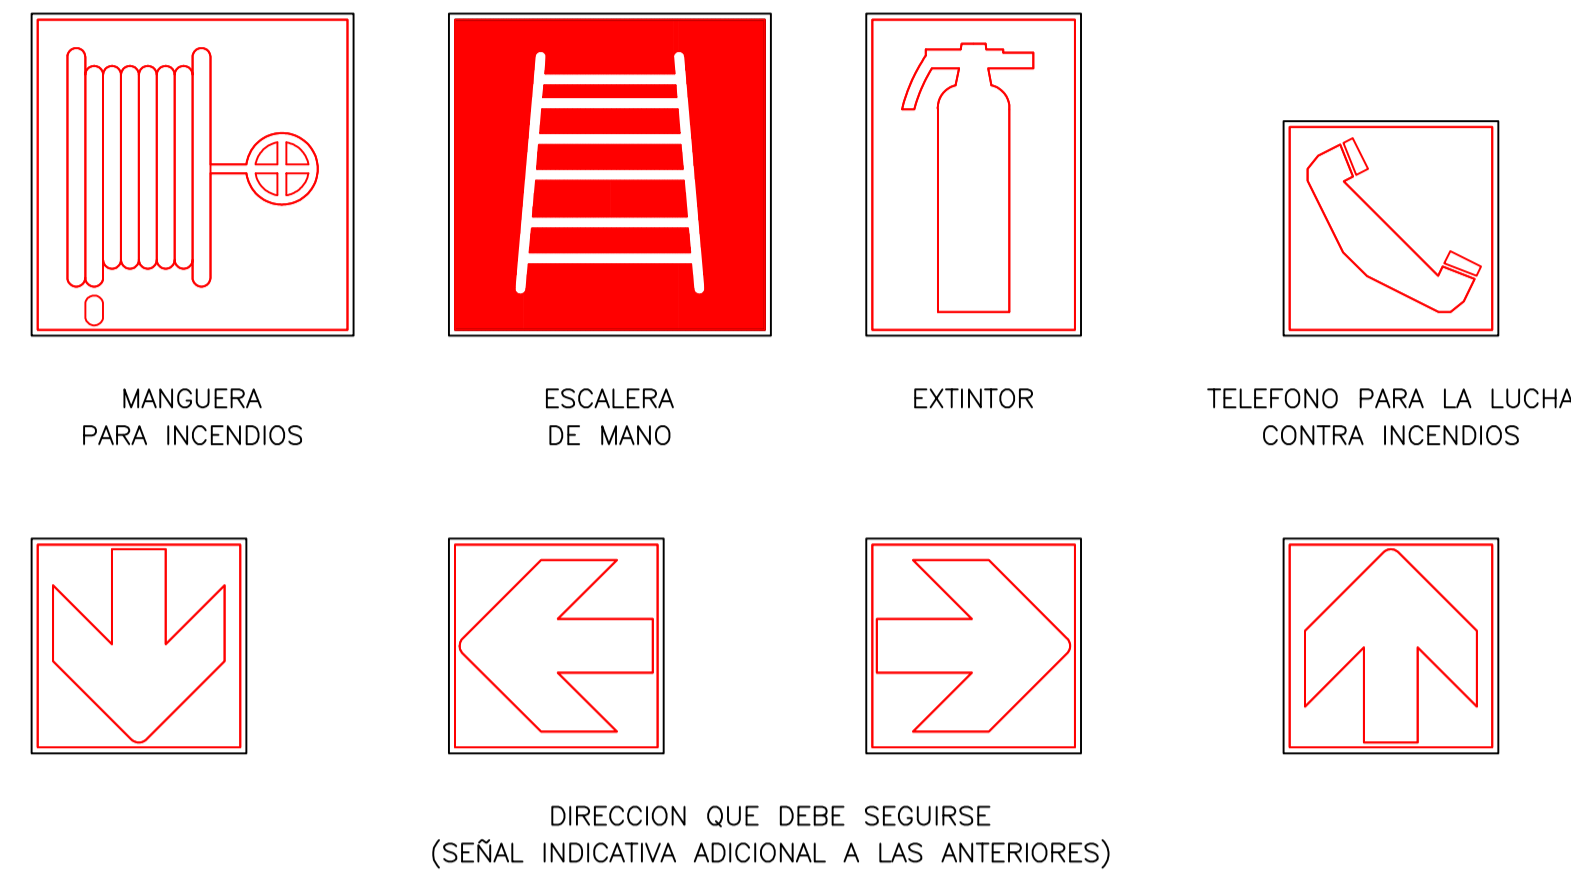 MANGUERA
PARA INCENDIOS
ESCALERA
DE MANO
EXTINTOR
TELEFONO PARA LA LUCHA
CONTRA INCENDIOS
DIRECCION QUE DEBE SEGUIRSE
(SEÑAL INDICATIVA ADICIONAL A LAS ANTERIORES)